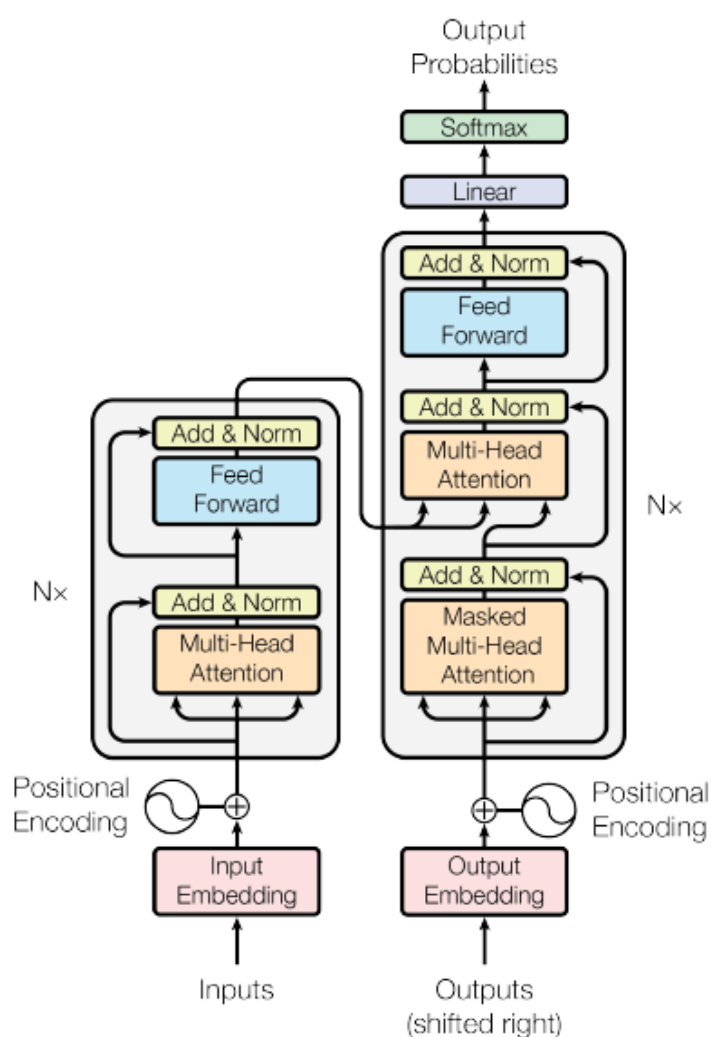 Output
Probabilities
Softmax
Linear
Add & Norm
Feed
Forward
Add & Norm
Multi-Head
Attention
Add & Norm
Masked
Multi-Head
Attention
Nx
Add & Norm
Feed
Forward
Add & Norm
Multi-Head
Attention
Nx
Positional
Encoding
Positional
Encoding
Input
Embedding
Output
Embedding
Inputs
Outputs
(shifted right)